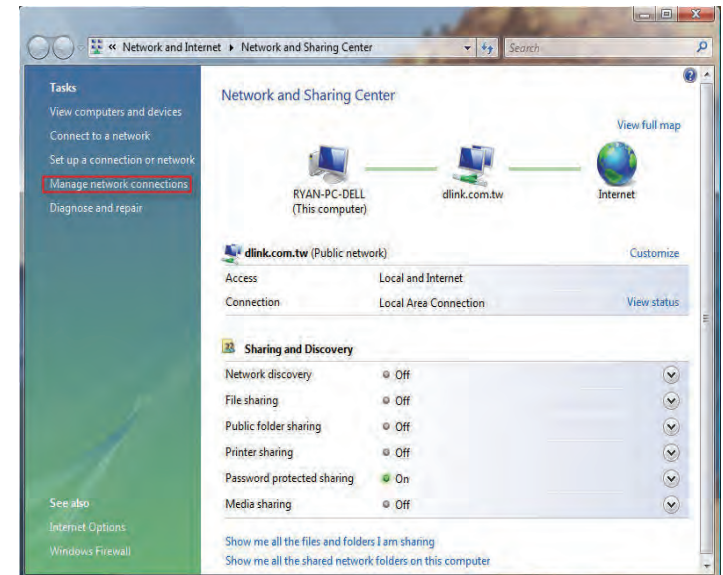 « Network and Internet ▸ Network and Sharing Center
Search
Tasks
View computers and devices
Connect to a network
Set up a connection or network
Manage network connections
Diagnose and repair
See also
Internet Options
Windows Firewall
Network and Sharing Center
View full map
RYAN-PC-DELL
(This computer)
dlink.com.tw
Internet
dlink.com.tw (Public network)
Customize
Access Local and Internet
Connection Local Area Connection View status
Sharing and Discovery
Network discovery Off
File sharing Off
Public folder sharing Off
Printer sharing Off
Password protected sharing On
Media sharing Off
Show me all the files and folders I am sharing
Show me all the shared network folders on this computer